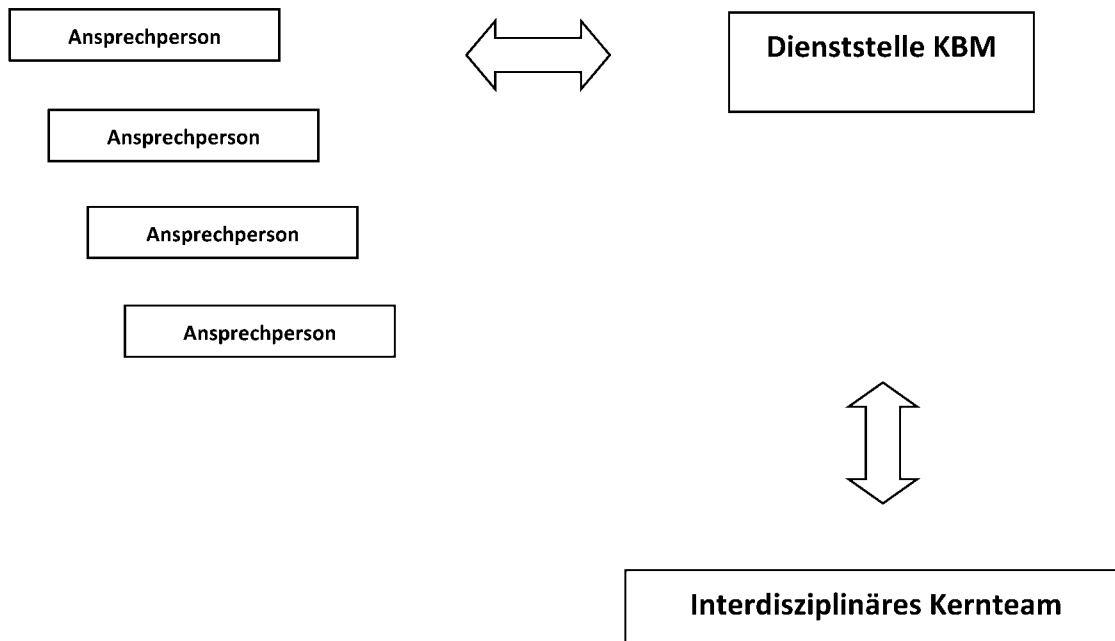 Ansprechperson
Dienststelle KBM
Ansprechperson
Ansprechperson
Ansprechperson
Interdisziplinäres Kernteam